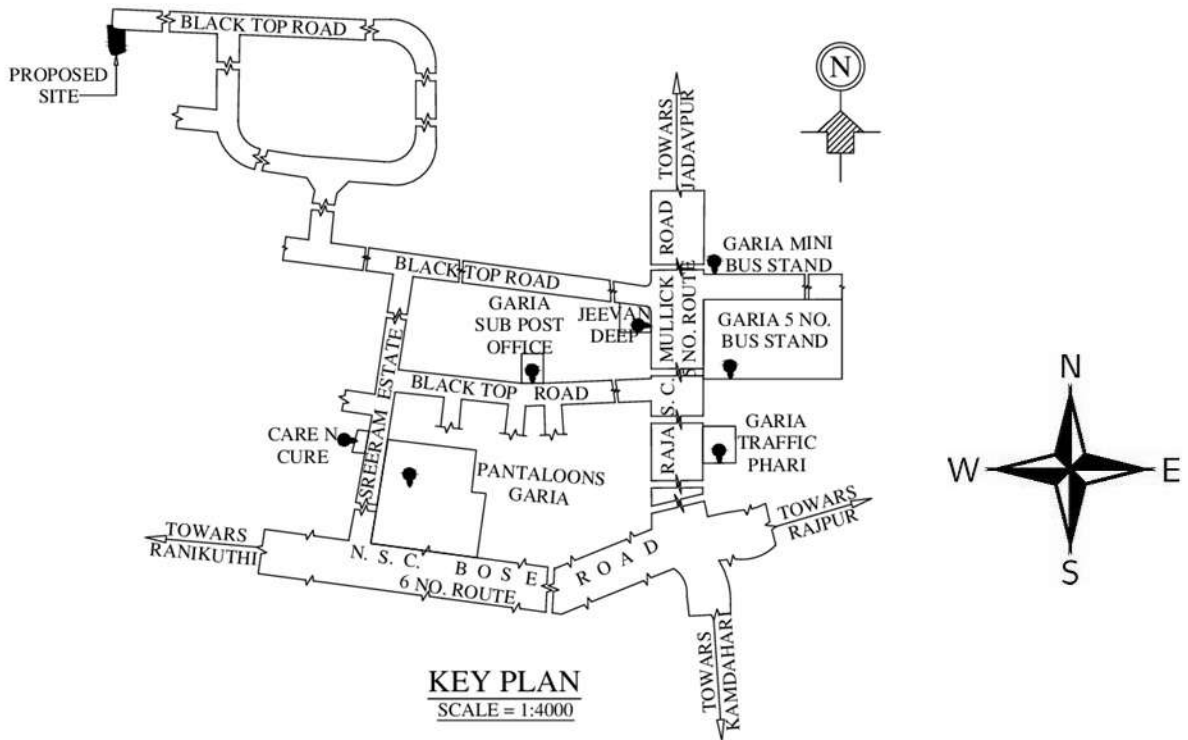 BLACK TOP ROAD
PROPOSED
SITE
N
TOWARS
JADAVPUR
RAJA S. C. MULLICK ROAD
5 NO. ROUTE
GARIA MINI
BUS STAND
BLACK TOP ROAD
GARIA
SUB POST
OFFICE
JEEVAN
DEEP
GARIA 5 NO.
BUS STAND
SREERAM ESTATE
BLACK TOP ROAD
CARE N
CURE
PANTALOONS
GARIA
GARIA
TRAFFIC
PHARI
TOWARS
RANIKUTHI
N. S. C. BOSE ROAD
6 NO. ROUTE
TOWARS
RAJPUR
TOWARS
KAMDAHARI
KEY PLAN
SCALE = 1:4000
N
W
E
S